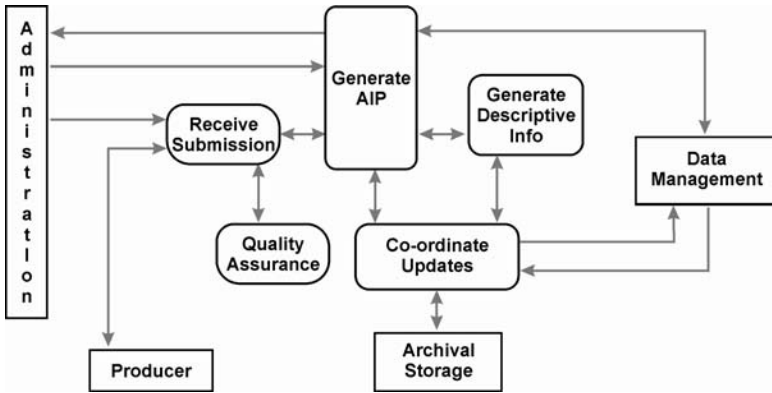 Administration
Generate
AIP
Generate
Descriptive
Info
Receive
Submission
Data
Management
Quality
Assurance
Co-ordinate
Updates
Archival
Storage
Producer